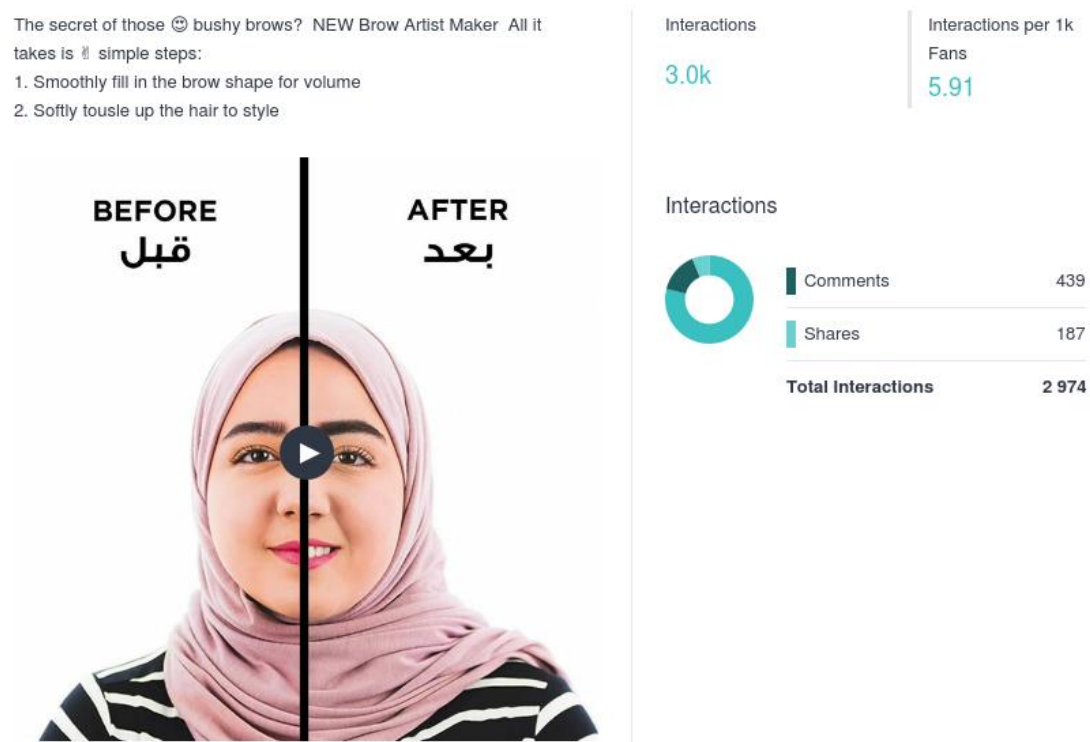 The secret of those 😍 bushy brows? NEW Brow Artist Maker All it
takes is ✌ simple steps:
1. Smoothly fill in the brow shape for volume
2. Softly tousle up the hair to style
BEFORE
قبل
AFTER
بعد
Interactions
3.0k
Interactions per 1k
Fans
5.91
Interactions
Comments 439
Shares 187
Total Interactions 2 974